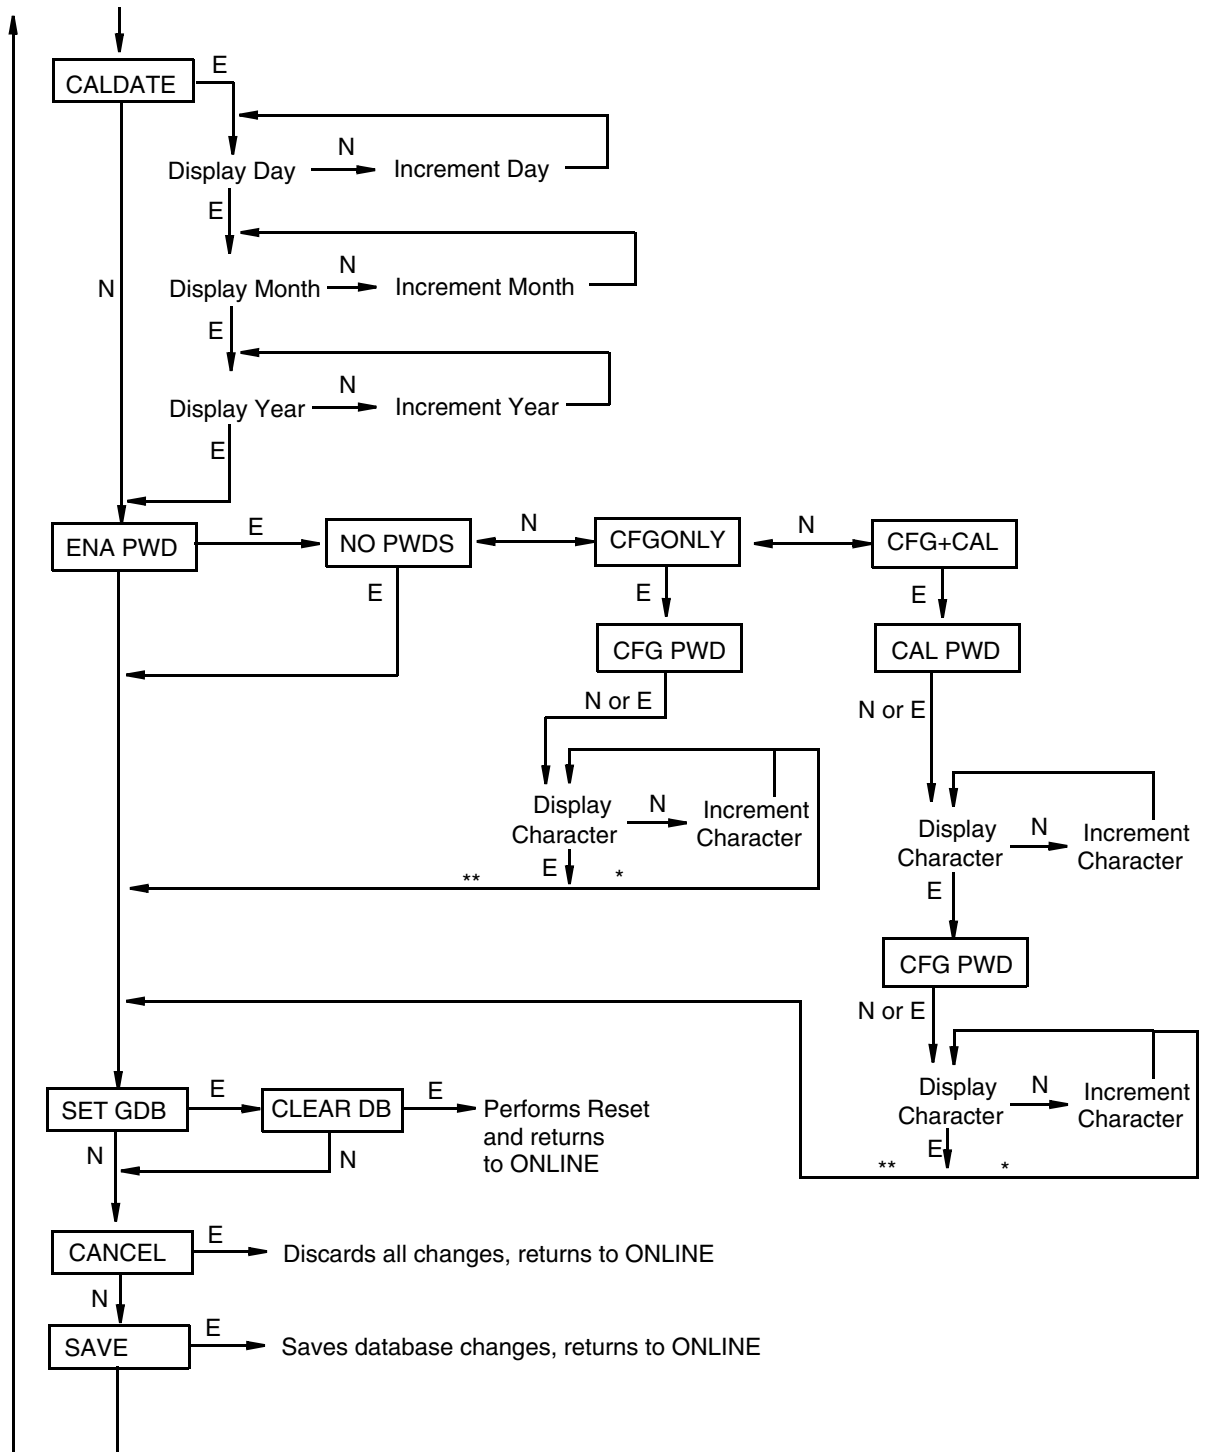 CALDATE
E
Display Day
N
Increment Day
E
Display Month
N
Increment Month
N
E
Display Year
N
Increment Year
E
ENA PWD
E
NO PWDS
N
CFGONLY
N
CFG+CAL
E
E
E
CFG PWD
CAL PWD
N or E
N or E
Display
Character
N
Increment
Character
E
**
*
Display
Character
N
Increment
Character
E
CFG PWD
N or E
Display
Character
N
Increment
Character
E
**
*
SET GDB
E
CLEAR DB
E
Performs Reset
and returns
to ONLINE
N
N
CANCEL
E
Discards all changes, returns to ONLINE
N
SAVE
E
Saves database changes, returns to ONLINE